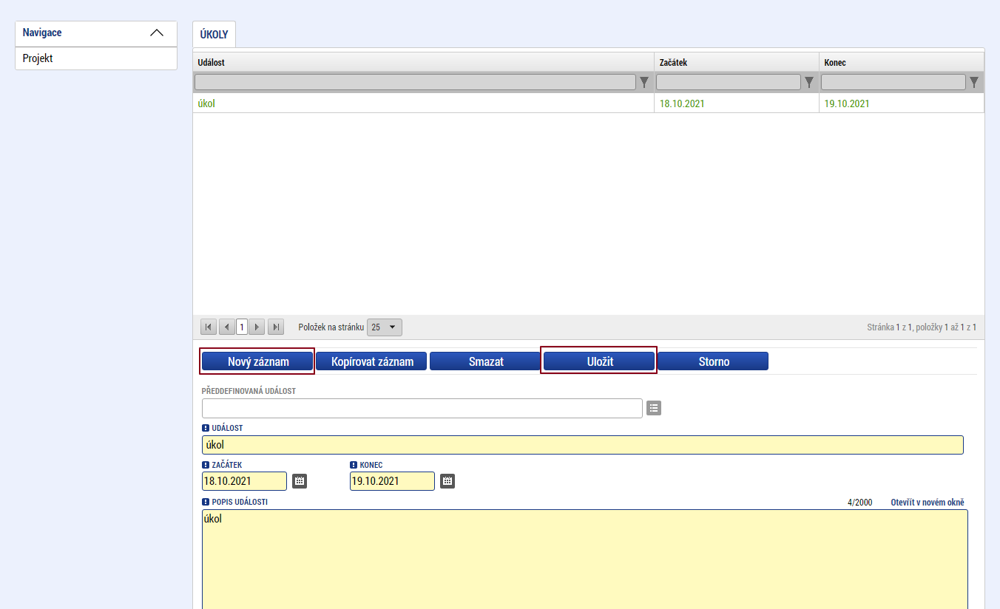 Navigace
Projekt
ÚKOLY
Událost Začátek Konec
úkol 18.10.2021 19.10.2021
1 Položek na stránku 25 Stránka 1 z 1, položky 1 až 1 z 1
Nový záznam Kopírovat záznam Smazat Uložit Storno
PŘEDDEFINOVANÁ UDÁLOST
UDÁLOST
úkol
ZAČÁTEK KONEC
18.10.2021 19.10.2021
POPIS UDÁLOSTI 4/2000 Otevřít v novém okně
úkol